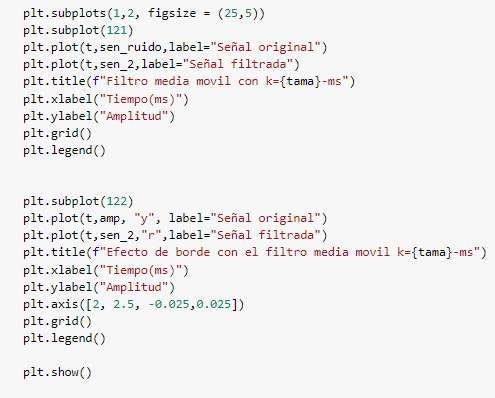 plt.subplots(1,2, figsize = (25,5))
plt.subplot(121)
plt.plot(t,sen_ruido,label="Señal original")
plt.plot(t,sen_2,label="Señal filtrada")
plt.title(f"Filtro media movil con k={tama}-ms")
plt.xlabel("Tiempo(ms)")
plt.ylabel("Amplitud")
plt.grid()
plt.legend()
plt.subplot(122)
plt.plot(t,amp, "y", label="Señal original")
plt.plot(t,sen_2,"r",label="Señal filtrada")
plt.title(f"Efecto de borde con el filtro media movil k={tama}-ms")
plt.xlabel("Tiempo(ms)")
plt.ylabel("Amplitud")
plt.axis([2, 2.5, -0.025,0.025])
plt.grid()
plt.legend()
plt.show()